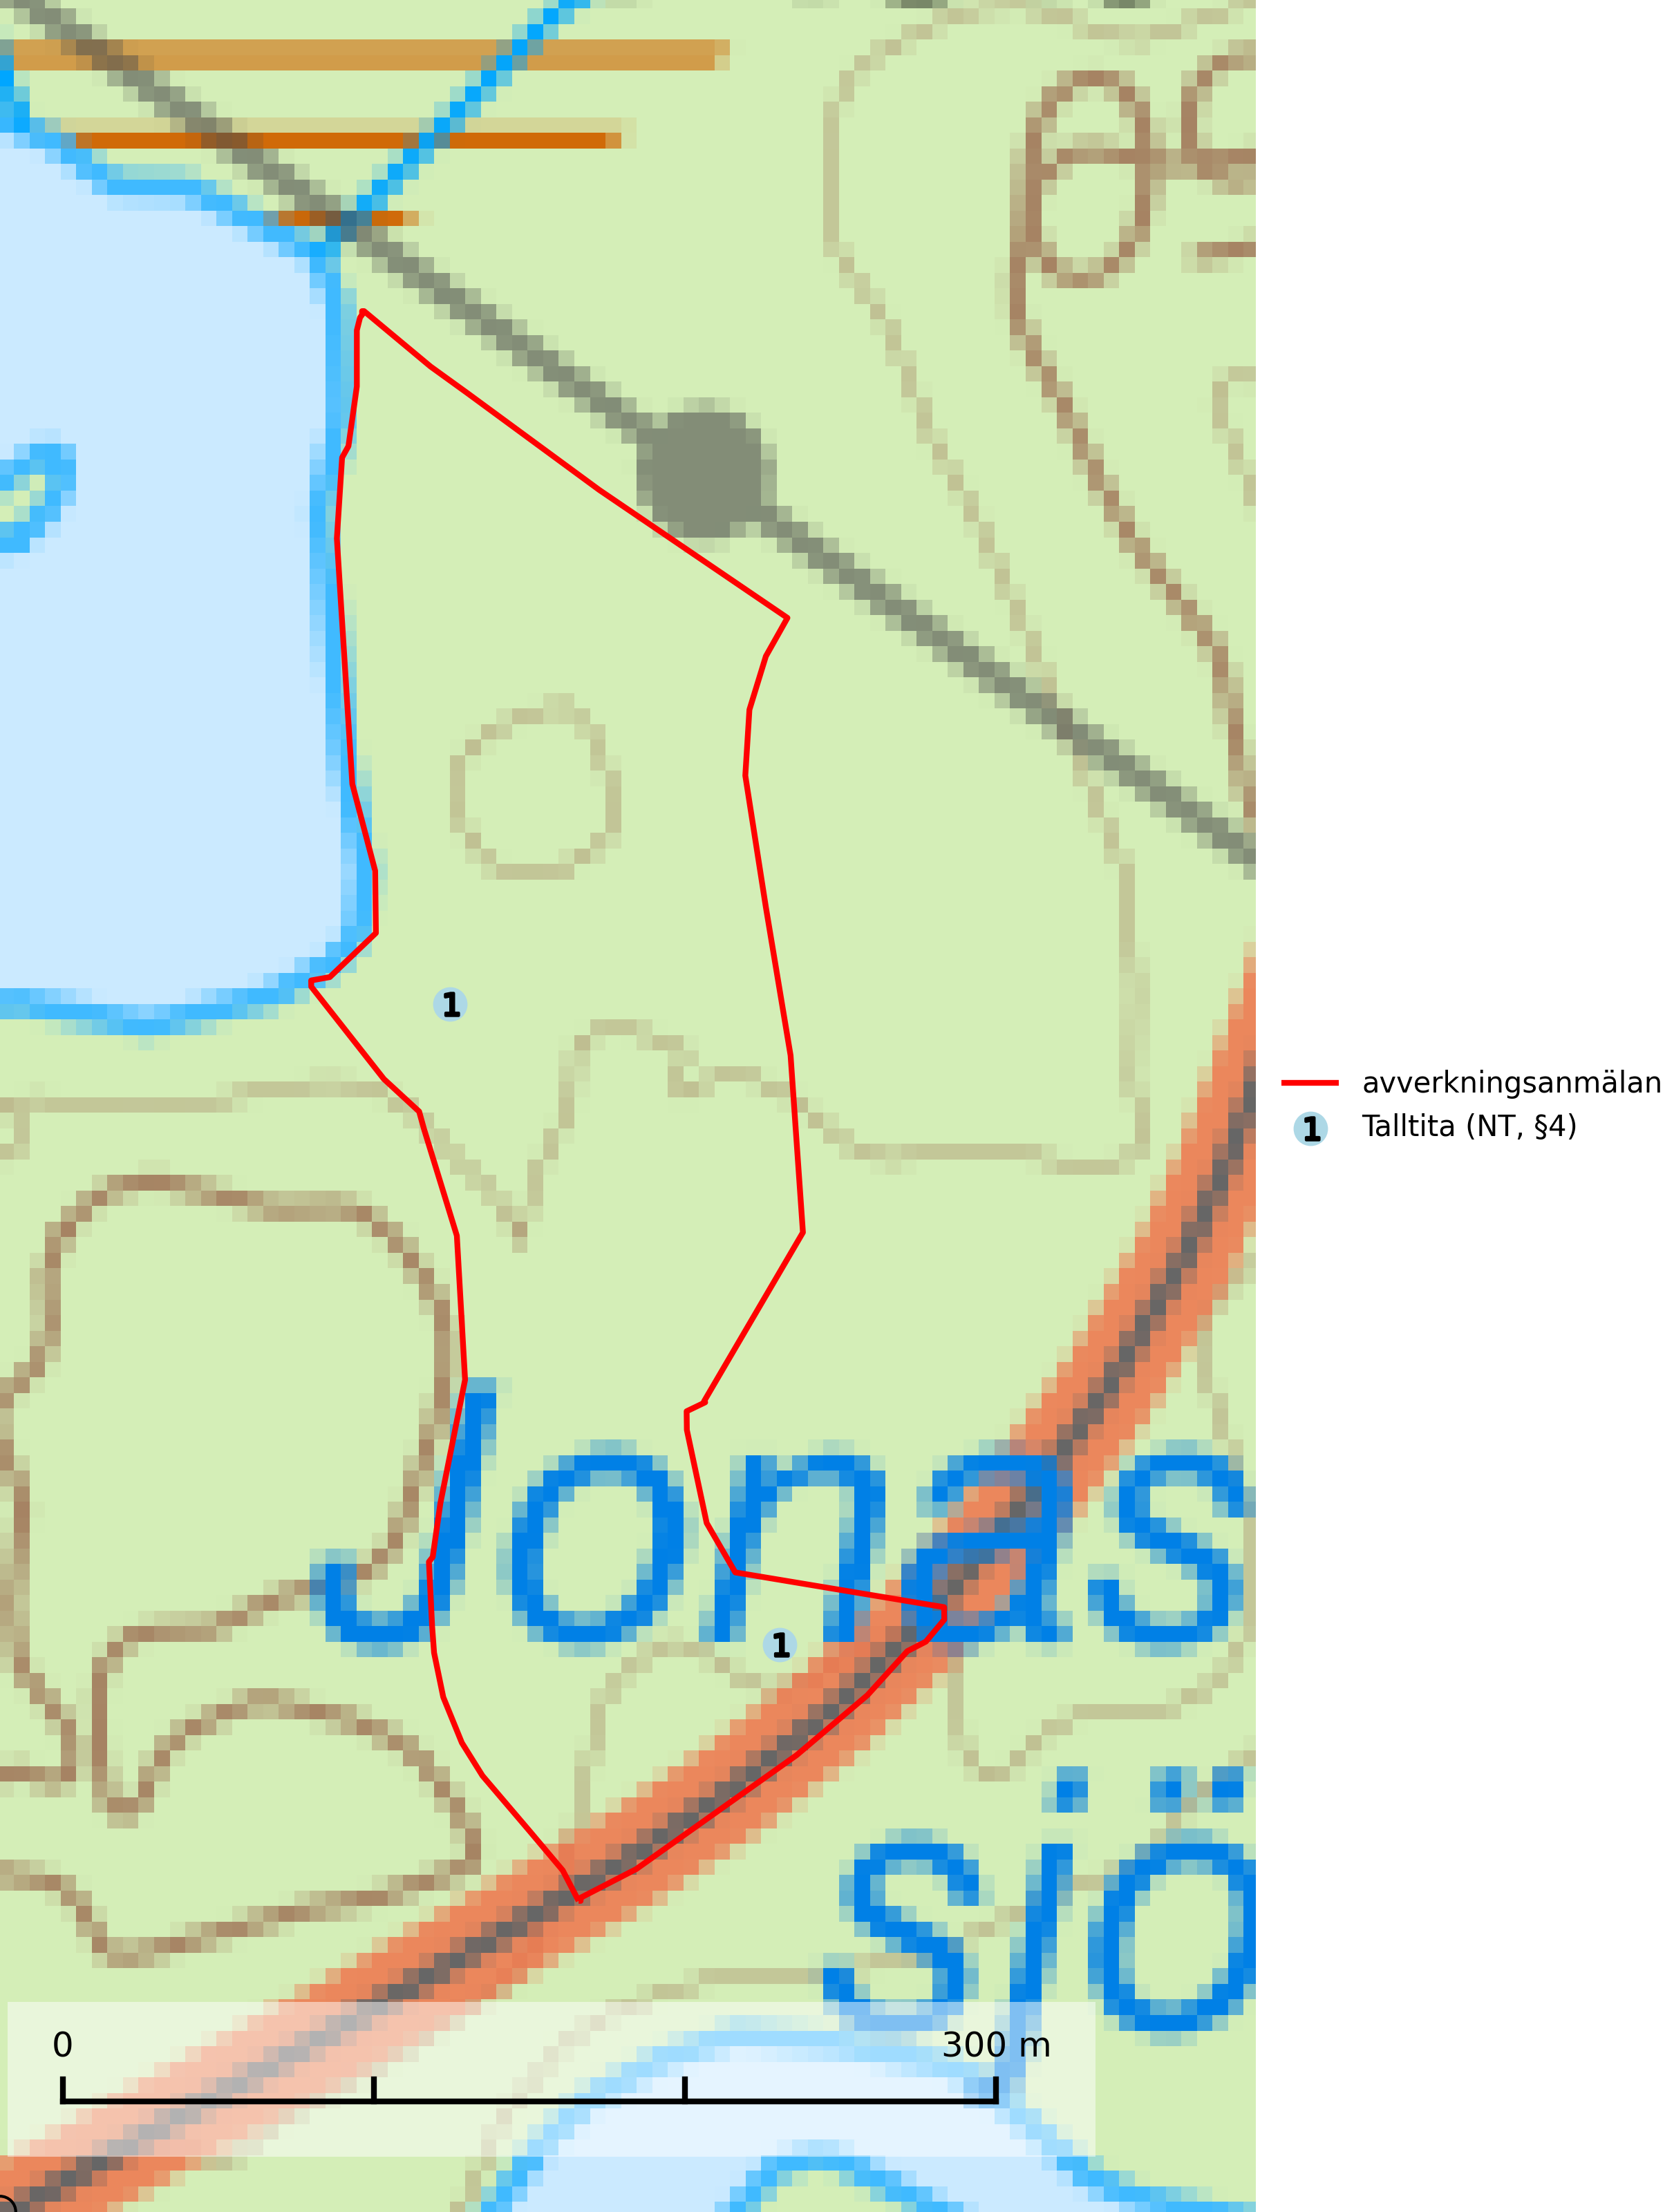 1
avverkningsanmälan
1 Talltita (NT, §4)
Jonas
1
sjö
0 300 m